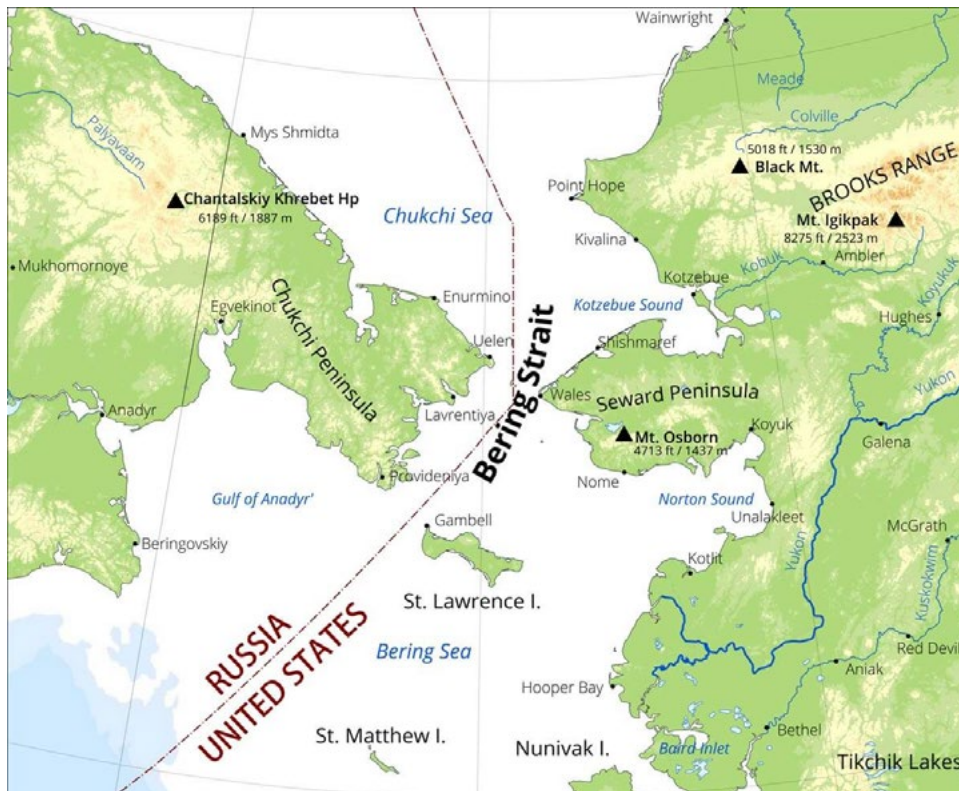 Wainwright
Meade
Colville
Palyavaam
Mys Shmidta
5018 ft / 1530 m
Black Mt.
BROOKS RANGE
Chantalskiy Khrebet Hp
6189 ft / 1887 m
Point Hope
Chukchi Sea
Mt. Igikpak
8275 ft / 2523 m
Kivalina
Ambler
Kobuk
Koyukuk
Mukhomornoye
Kotzebue
Enurmino
Kotzebue Sound
Egvekinot
Hughes
Chukchi Peninsula
Uelen
Shishmaref
Bering Strait
Yukon
Wales
Seward Peninsula
Lavrentiya
Anadyr
Koyuk
Mt. Osborn
4713 ft / 1437 m
Galena
Provideniya
Nome
Gulf of Anadyr'
Norton Sound
Unalakleet
Gambell
McGrath
Beringovskiy
Yukon
Kotlit
Kuskokwim
St. Lawrence I.
RUSSIA
UNITED STATES
Bering Sea
Red Devil
Aniak
Hooper Bay
Bethel
St. Matthew I.
Nunivak I.
Baird Inlet
Tikchik Lakes